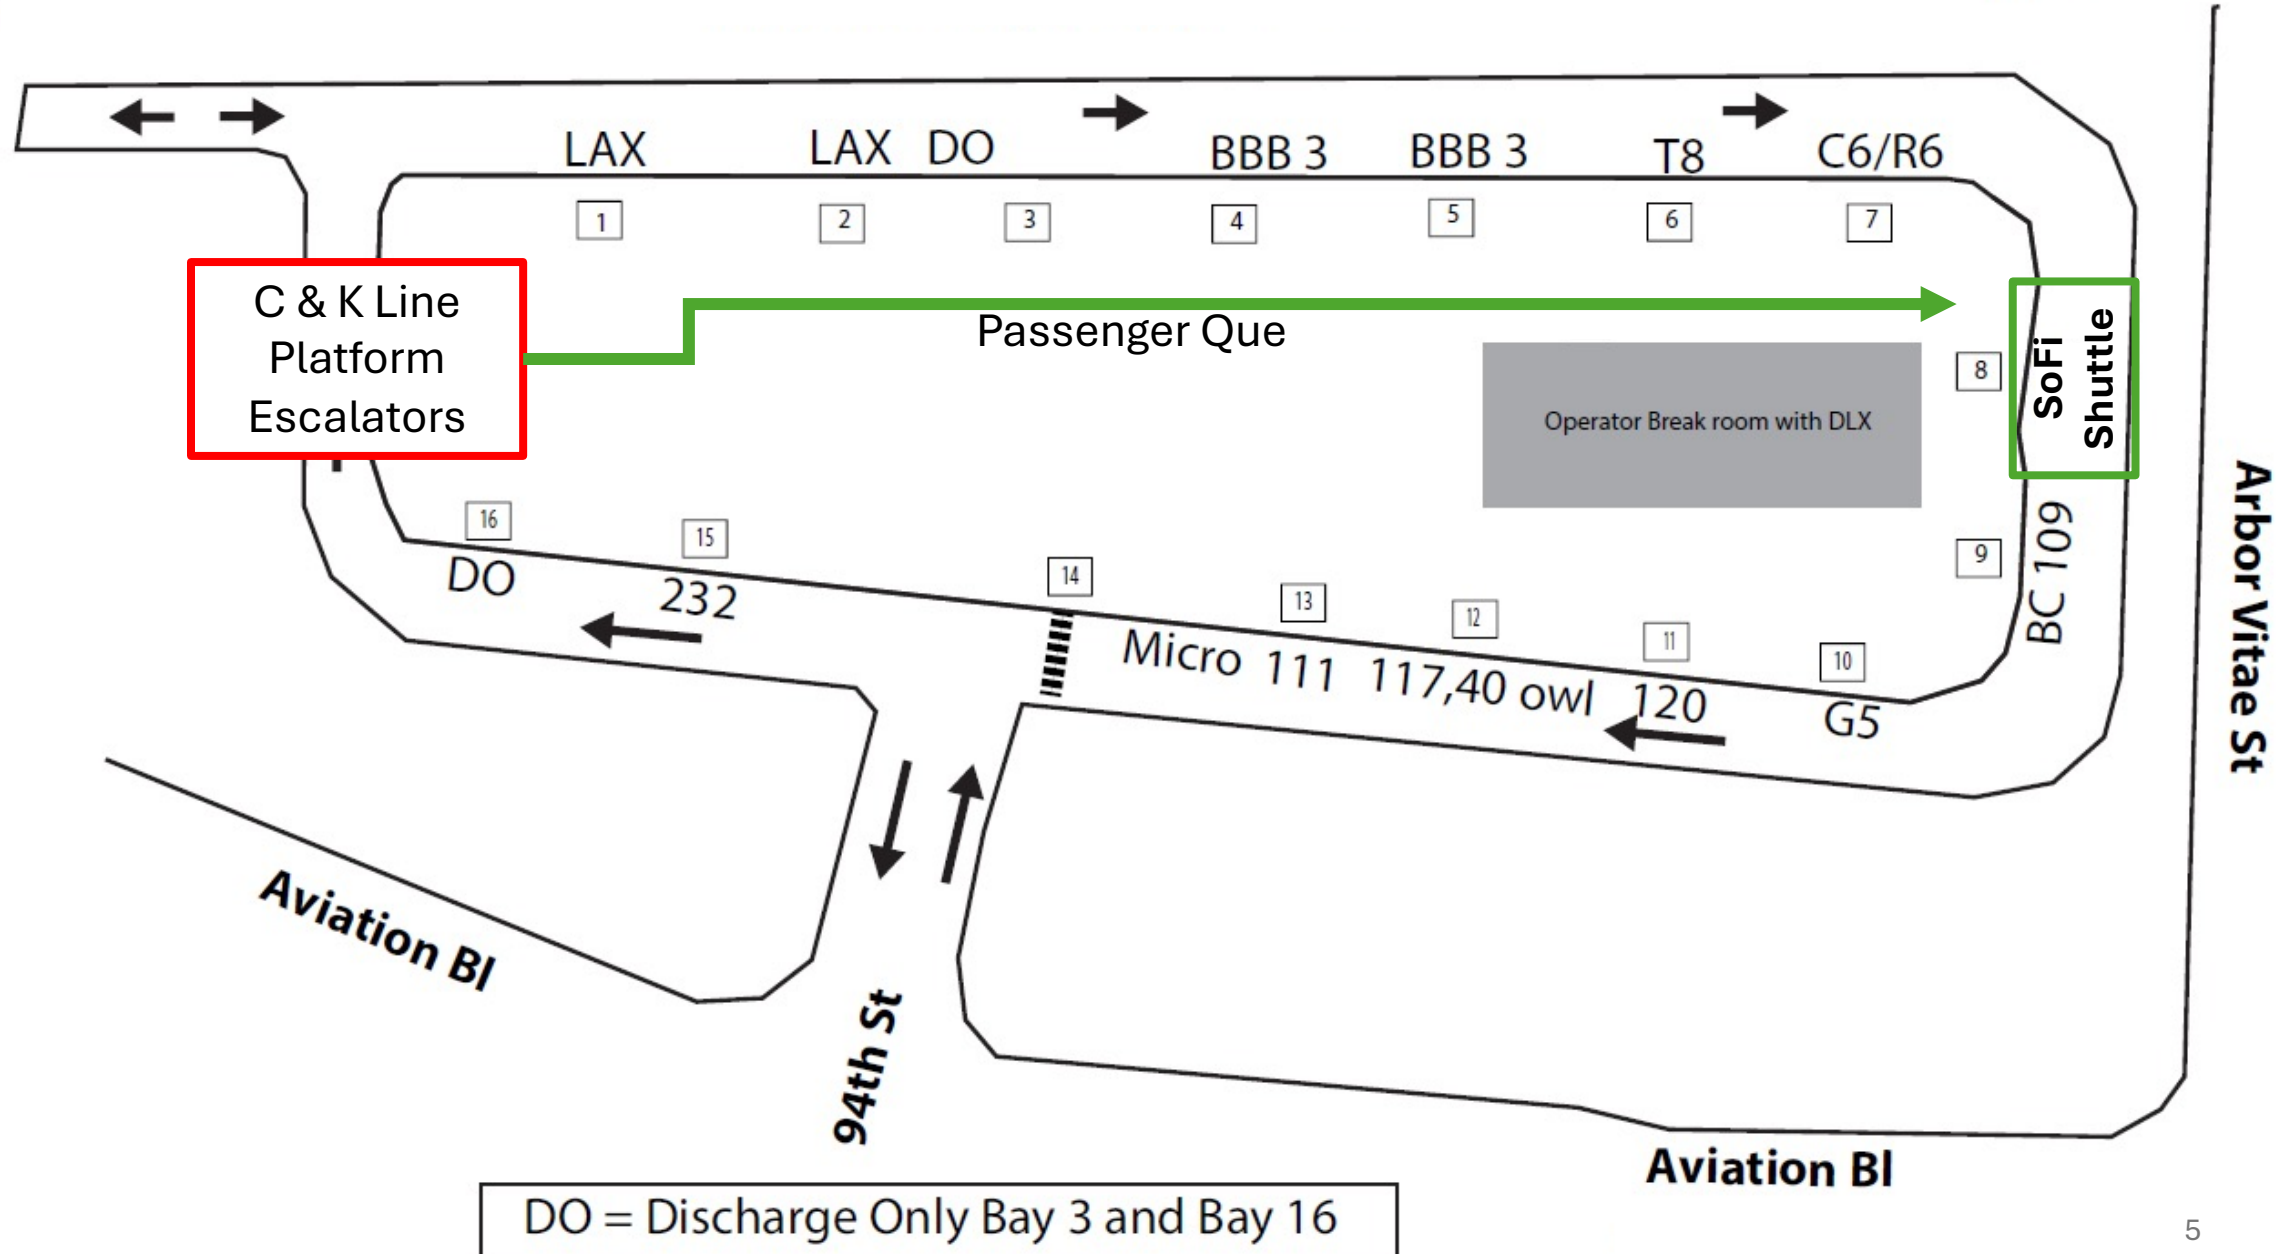 LAX
LAX
DO
BBB 3
BBB 3
T8
C6/R6
1
2
3
4
5
6
7
C & K Line
Platform
Escalators
Passenger Que
SoFi
Shuttle
8
Operator Break room with DLX
9
BC 109
Arbor Vitae St
16
15
14
13
12
11
10
DO
232
Micro
111
117,40 owl
120
G5
Aviation Bl
94th St
Aviation Bl
DO = Discharge Only Bay 3 and Bay 16
5